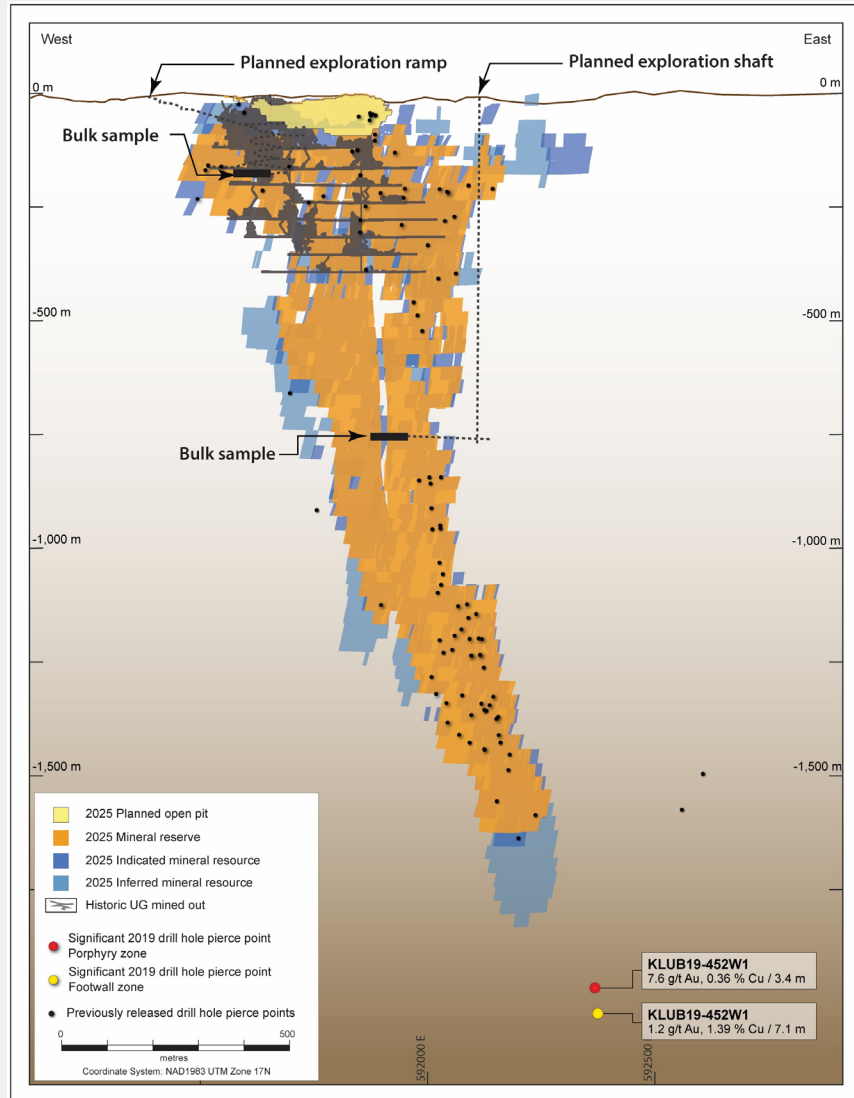 West
East
Planned exploration ramp
Planned exploration shaft
0 m
0 m
Bulk sample
-500 m
-500 m
Bulk sample
-1,000 m
-1,000 m
-1,500 m
-1,500 m
2025 Planned open pit
2025 Mineral reserve
2025 Indicated mineral resource
2025 Inferred mineral resource
Historic UG mined out
Significant 2019 drill hole pierce point
Porphyry zone
Significant 2019 drill hole pierce point
Footwall zone
Previously released drill hole pierce points
0
500
metres
Coordinate System: NAD1983 UTM Zone 17N
KLUB19-452W1
7.6 g/t Au, 0.36 % Cu / 3.4 m
KLUB19-452W1
1.2 g/t Au, 1.39 % Cu / 7.1 m
592000 E
592500